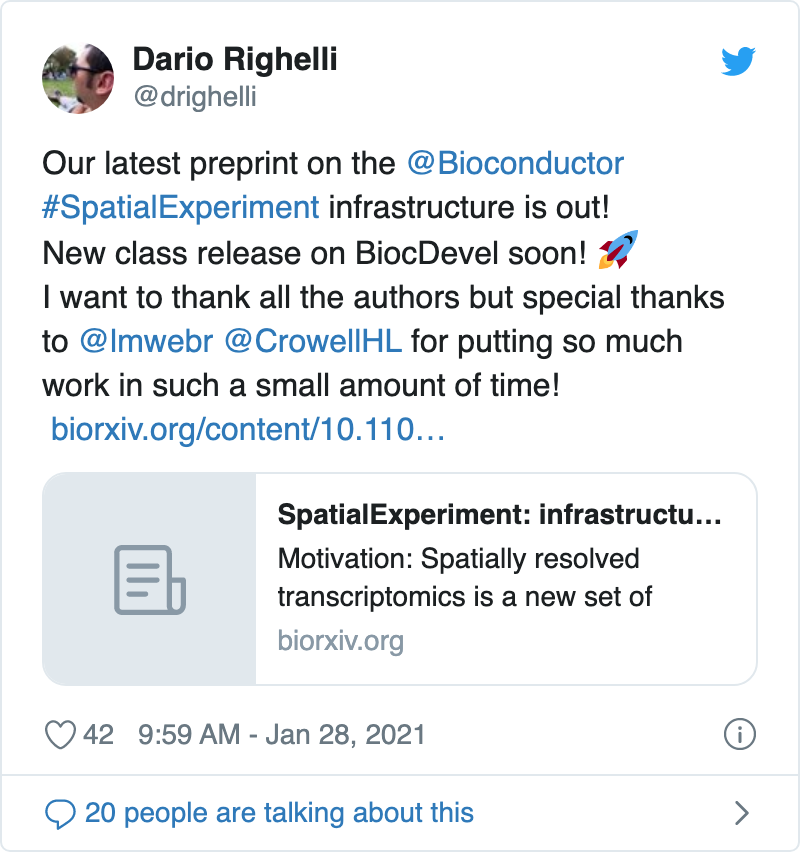 Dario Righelli
@drighelli
Our latest preprint on the @Bioconductor
#SpatialExperiment infrastructure is out!
New class release on BiocDevel soon! 🚀
I want to thank all the authors but special thanks
to @lmwebr @CrowellHL for putting so much
work in such a small amount of time!
biorxiv.org/content/10.110…
SpatialExperiment: infrastructu…
Motivation: Spatially resolved
transcriptomics is a new set of
biorxiv.org
42 9:59 AM - Jan 28, 2021
20 people are talking about this